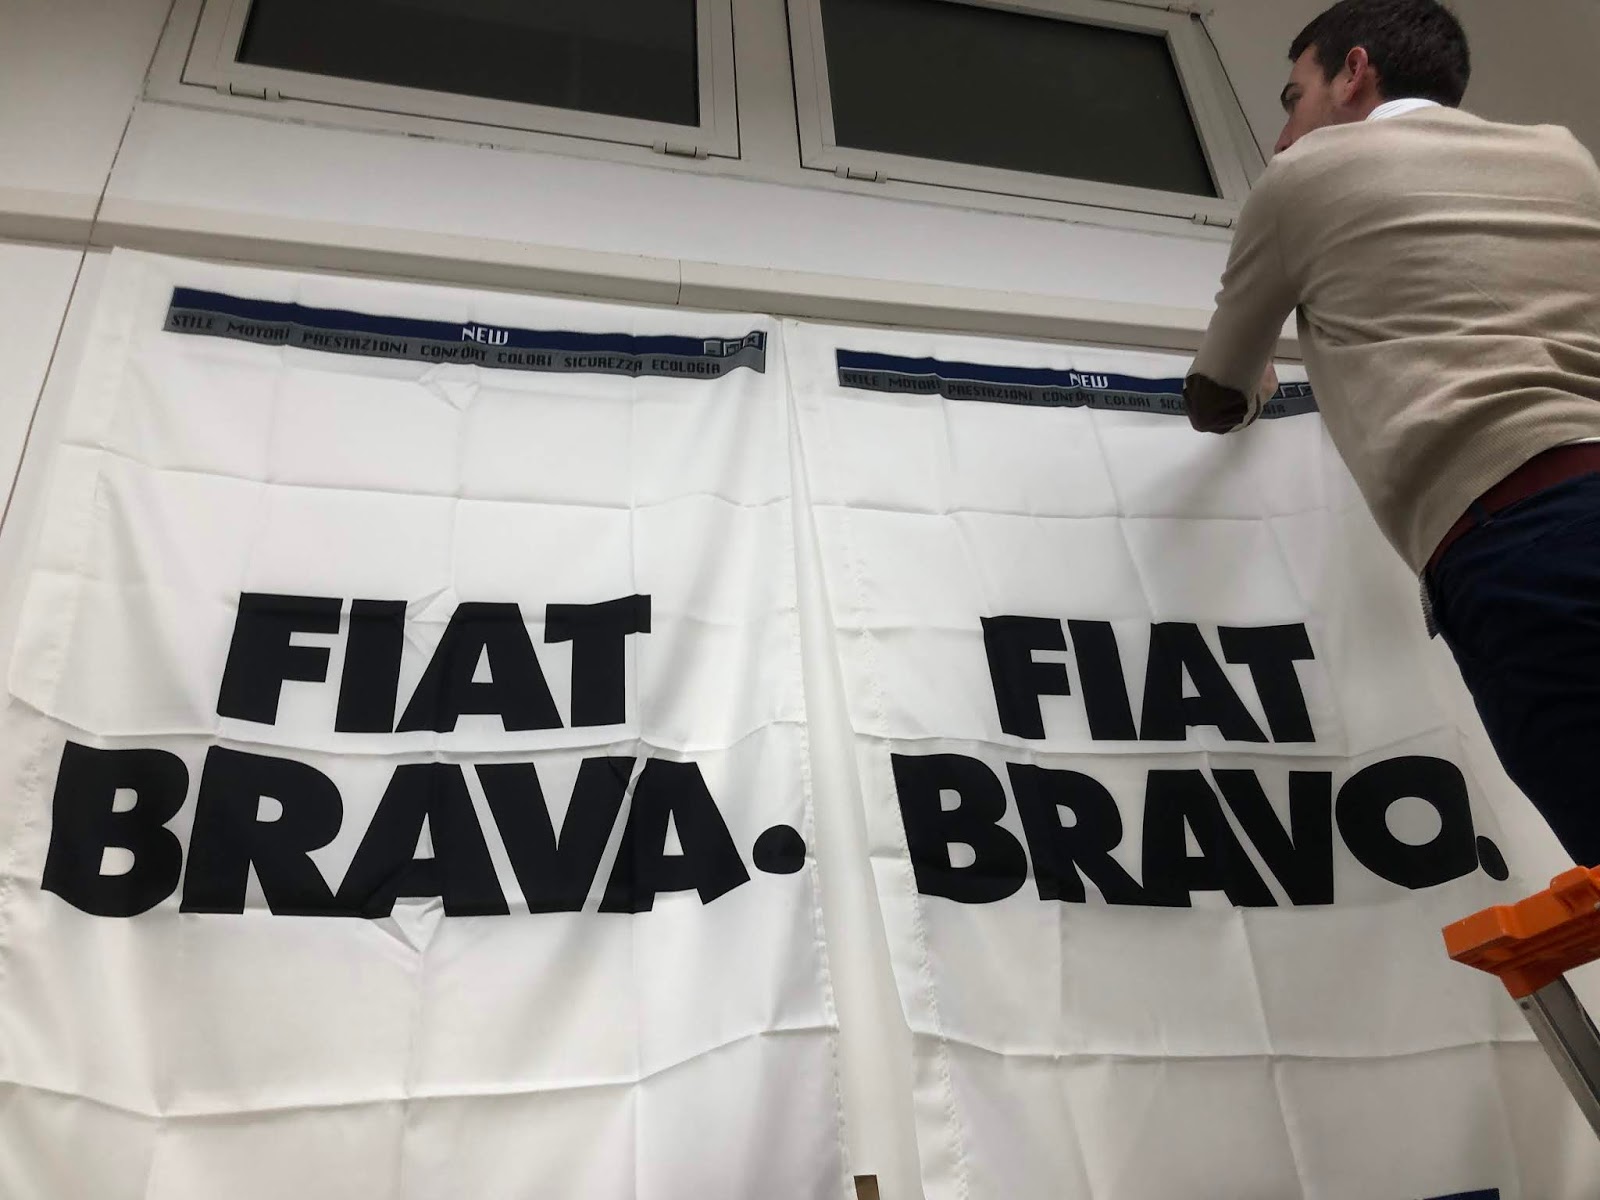 NEW
STILE MOTORI PRESTAZIONI CONFORT COLORI SICUREZZA ECOLOGIA
FIAT
BRAVA.
NEW
STILE MOTORI PRESTAZIONI CONFORT COLORI
FIAT
BRAVO.